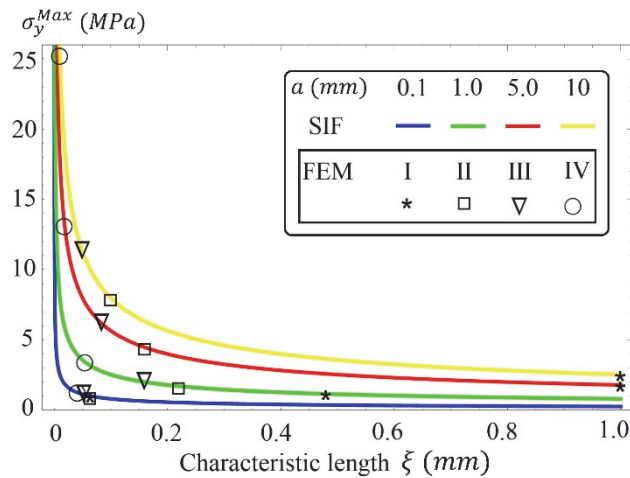 σ_y^Max (MPa)
25
20
15
10
5
0
a (mm) 0.1 1.0 5.0 10
SIF
FEM I II III IV
0 0.2 0.4 0.6 0.8 1.0
Characteristic length ξ (mm)